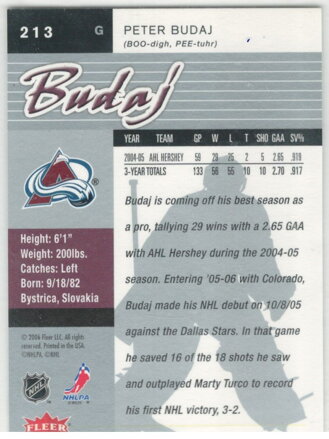 213 G PETER BUDAJ
(BOO-digh, PEE-tuhr)
Budaj
YEAR TEAM GP W L T SHO GAA SV%
2004-05 AHL HERSHEY 59 29 25 2 5 2.65 .919
3-YEAR TOTALS 133 56 55 10 10 2.70 .917
Budaj is coming off his best season as
a pro, tallying 29 wins with a 2.65 GAA
with AHL Hershey during the 2004-05
season. Entering '05-06 with Colorado,
Budaj made his NHL debut on 10/8/05
against the Dallas Stars. In that game
he saved 16 of the 18 shots he saw
and outplayed Marty Turco to record
his first NHL victory, 3-2.
Height: 6'1"
Weight: 200lbs.
Catches: Left
Born: 9/18/82
Bystrica, Slovakia
© 2006 Fleer LLC. All rights
reserved. Printed in the USA.
©NHLPA, ©NHL
NHL
NHLPA
FLEER